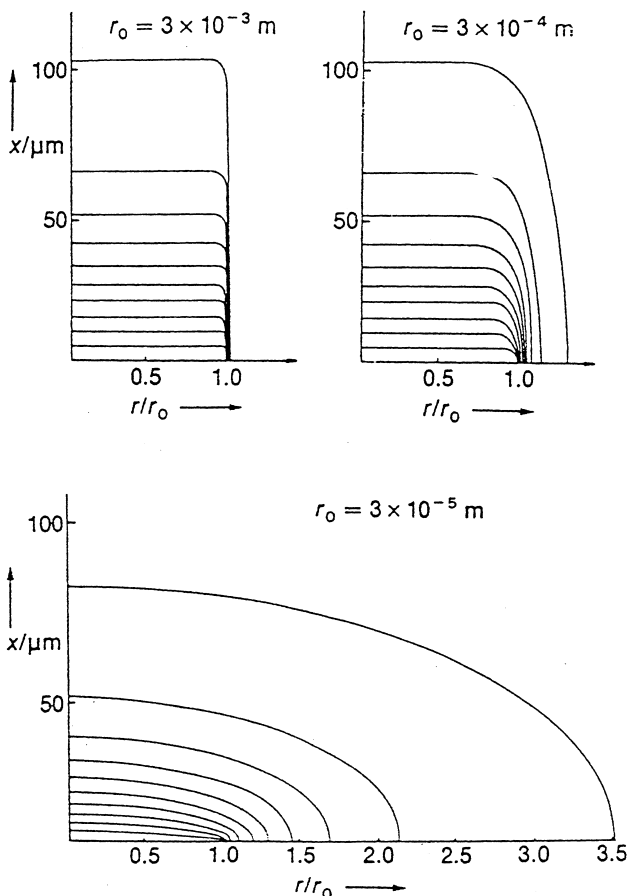 r₀ = 3 × 10⁻³ m
100
x/µm
50
0.5 1.0
r/r₀
r₀ = 3 × 10⁻⁴ m
100
50
0.5 1.0
r/r₀
r₀ = 3 × 10⁻⁵ m
100
x/µm
50
0.5 1.0 1.5 2.0 2.5 3.0 3.5
r/r₀